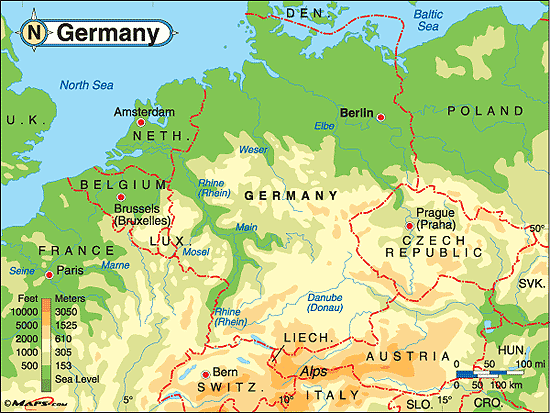 N Germany
DEN.
Baltic
Sea
North Sea
U.K.
Amsterdam
NETH.
Berlin
Elbe
POLAND
Weser
BELGIUM
Brussels
(Bruxelles)
Rhine
(Rhein)
GERMANY
Main
Prague
(Praha)
50°
50°
CZECH
REPUBLIC
LUX.
Mosel
FRANCE
Seine
Marne
Paris
SVK.
Feet
Meters
10000
3050
5000
1525
2000
610
1000
305
500
153
Sea Level
Rhine
(Rhein)
Danube
(Donau)
LIECH.
AUSTRIA
HUN.
0 50 100 mi
0 50 100 km
Bern
SWITZ.
Alps
ITALY
SLO.
CRO.
5°
10°
15°
©MAPS.COM